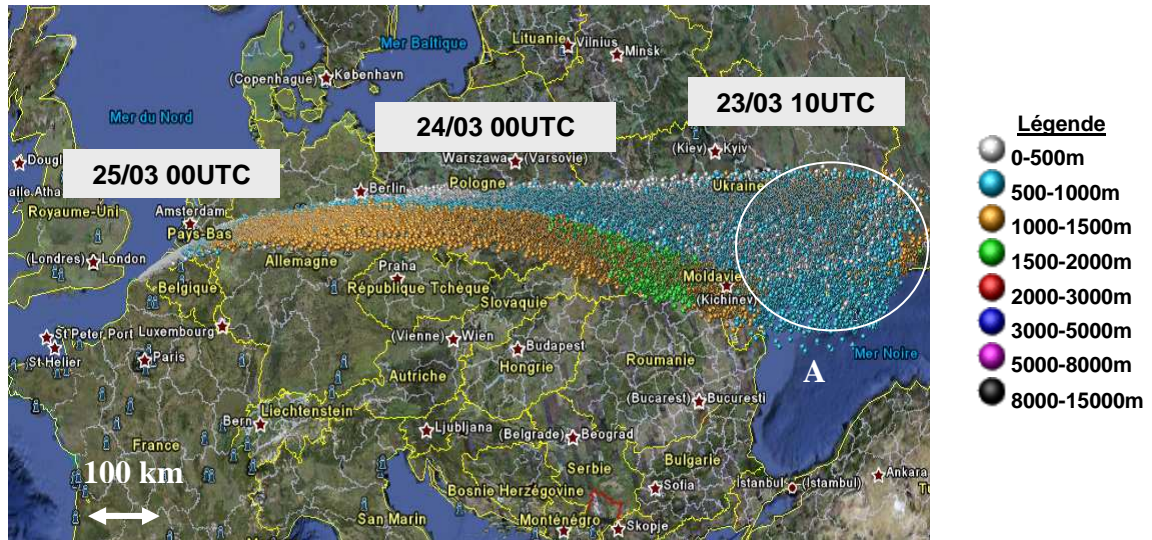 Mer Baltique
Lituanie
Vilnius
Minsk
(Copenhague)
København
Mer du Nord
23/03 10UTC
24/03 00UTC
25/03 00UTC
Dougl
(Kiev)
Kyiv
Warszawa
(Varsovie)
Berlin
Pologne
Ukraine
Royaume-Uni
Amsterdam
Pays-Bas
(Londres)
London
Allemagne
Praha
République Tchèque
Moldavie
(Kichinev)
Belgique
Slovaquie
St Peter Port
St-Helier
Luxembourg
Paris
(Vienne)
Wien
Budapest
Hongrie
Autriche
Roumanie
Mer Noire
A
Liechtenstein
Bern
(Bucarest)
Bucuresti
Ljubljana
(Belgrade)
Beograd
France
Serbie
Bulgarie
100 km
Bosnie Herzégovine
Sofia
Istanbul
(Istambul)
Ankara
San Marin
Monténégro
Skopje
Légende
0-500m
500-1000m
1000-1500m
1500-2000m
2000-3000m
3000-5000m
5000-8000m
8000-15000m